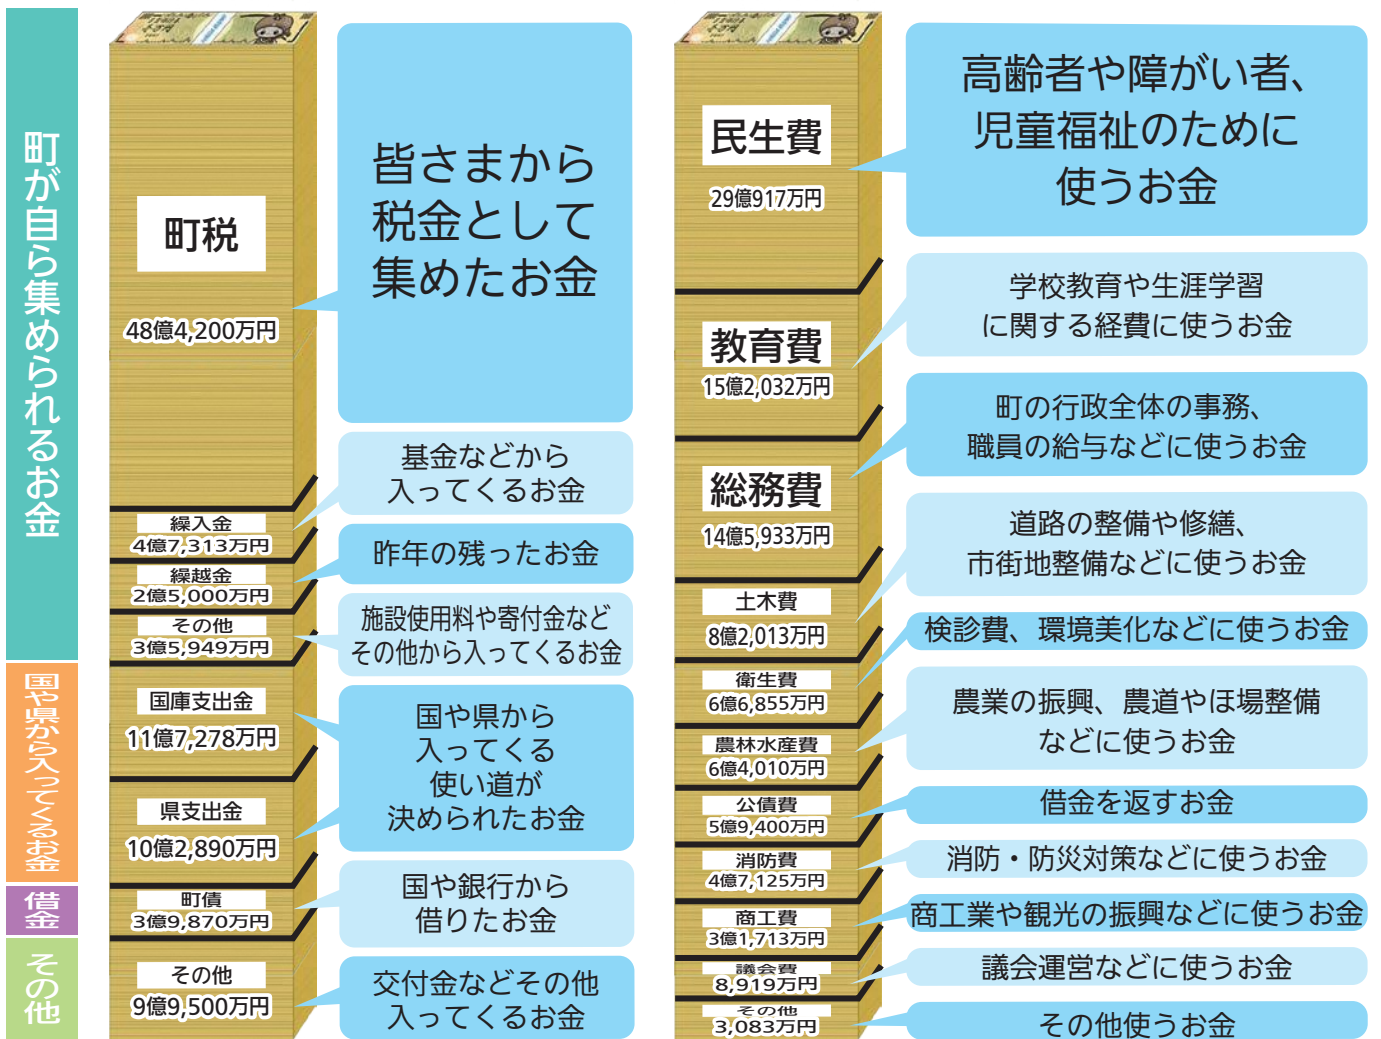 町が自ら集められるお金
町税
48億4,200万円
皆さまから
税金として
集めたお金
繰入金
4億7,313万円
基金などから
入ってくるお金
繰越金
2億5,000万円
昨年の残ったお金
その他
3億5,949万円
施設使用料や寄付金など
その他から入ってくるお金
国や県から入ってくるお金
国庫支出金
11億7,278万円
県支出金
10億2,890万円
国や県から
入ってくる
使い道が
決められたお金
借金
町債
3億9,870万円
国や銀行から
借りたお金
その他
その他
9億9,500万円
交付金などその他
入ってくるお金
民生費
29億917万円
高齢者や障がい者、
児童福祉のために
使うお金
教育費
15億2,032万円
学校教育や生涯学習
に関する経費に使うお金
総務費
14億5,933万円
町の行政全体の事務、
職員の給与などに使うお金
土木費
8億2,013万円
道路の整備や修繕、
市街地整備などに使うお金
衛生費
6億6,855万円
検診費、環境美化などに使うお金
農林水産費
6億4,010万円
農業の振興、農道やほ場整備
などに使うお金
公債費
5億9,400万円
借金を返すお金
消防費
4億7,125万円
消防・防災対策などに使うお金
商工費
3億1,713万円
商工業や観光の振興などに使うお金
議会費
8,919万円
議会運営などに使うお金
その他
3,083万円
その他使うお金